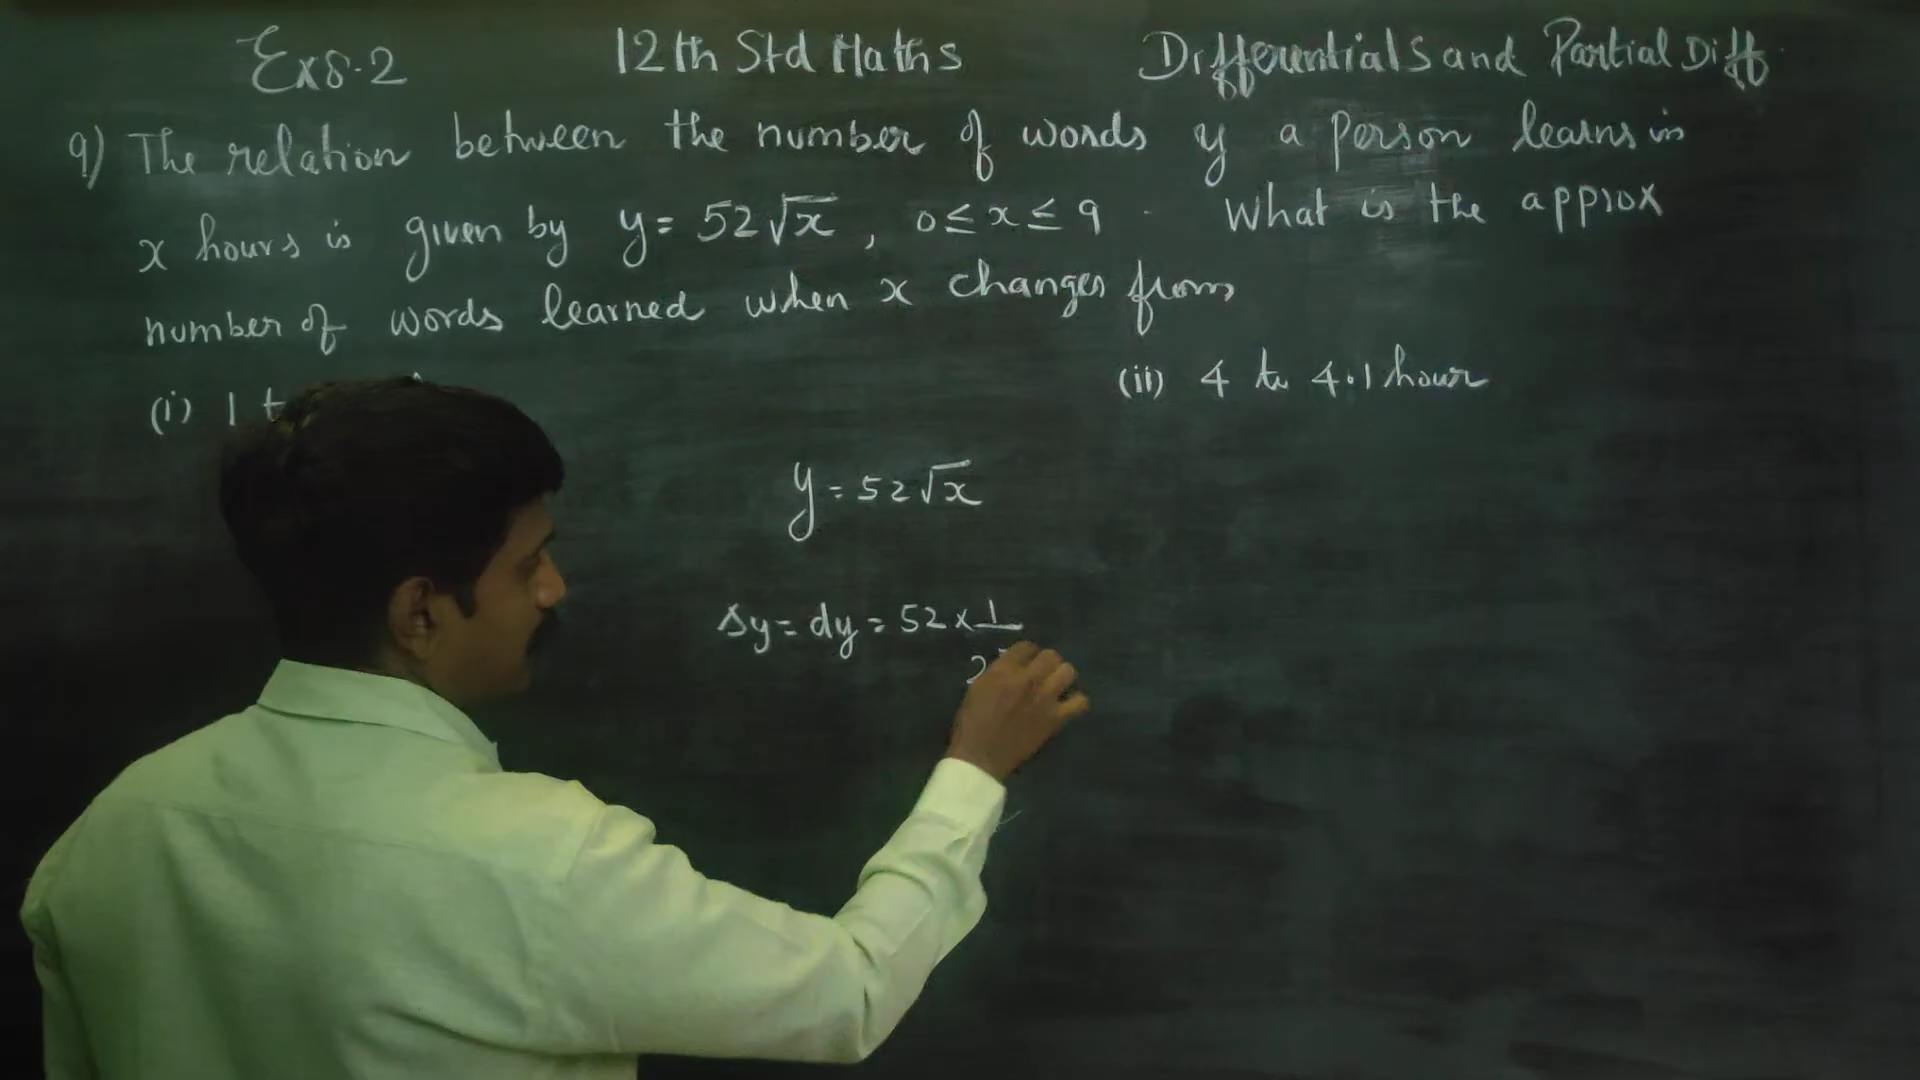 Ex 8.2 12th Std Maths Differentials and Partial Diff
9) The relation between the number of words y a person learns in
x hours is given by y = 52√x , 0 ≤ x ≤ 9 . What is the approx
number of words learned when x changes from
(i) 1 t (ii) 4 to 4.1 hour
y = 52√x
Δy = dy = 52 × 1/2